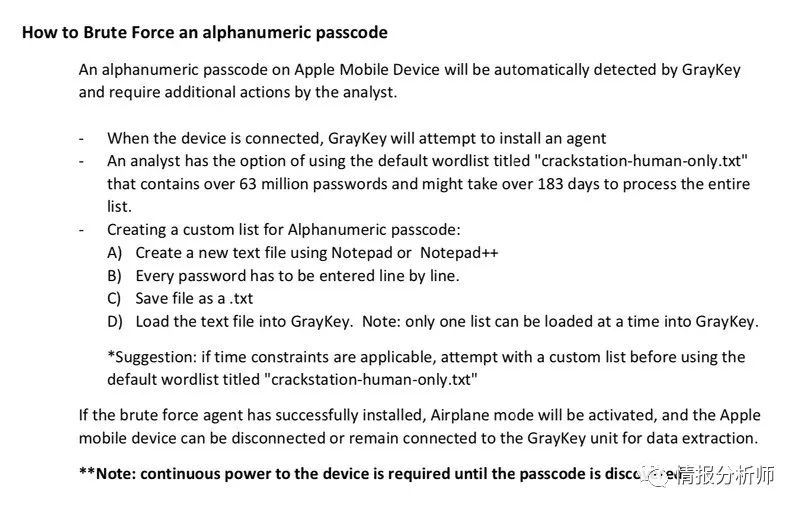 How to Brute Force an alphanumeric passcode
An alphanumeric passcode on Apple Mobile Device will be automatically detected by GrayKey
and require additional actions by the analyst.
- When the device is connected, GrayKey will attempt to install an agent
- An analyst has the option of using the default wordlist titled "crackstation-human-only.txt"
that contains over 63 million passwords and might take over 183 days to process the entire
list.
- Creating a custom list for Alphanumeric passcode:
A) Create a new text file using Notepad or Notepad++
B) Every password has to be entered line by line.
C) Save file as a .txt
D) Load the text file into GrayKey. Note: only one list can be loaded at a time into GrayKey.
*Suggestion: if time constraints are applicable, attempt with a custom list before using the
default wordlist titled "crackstation-human-only.txt"
If the brute force agent has successfully installed, Airplane mode will be activated, and the Apple
mobile device can be disconnected or remain connected to the GrayKey unit for data extraction.
**Note: continuous power to the device is required until the passcode is
情报分析师